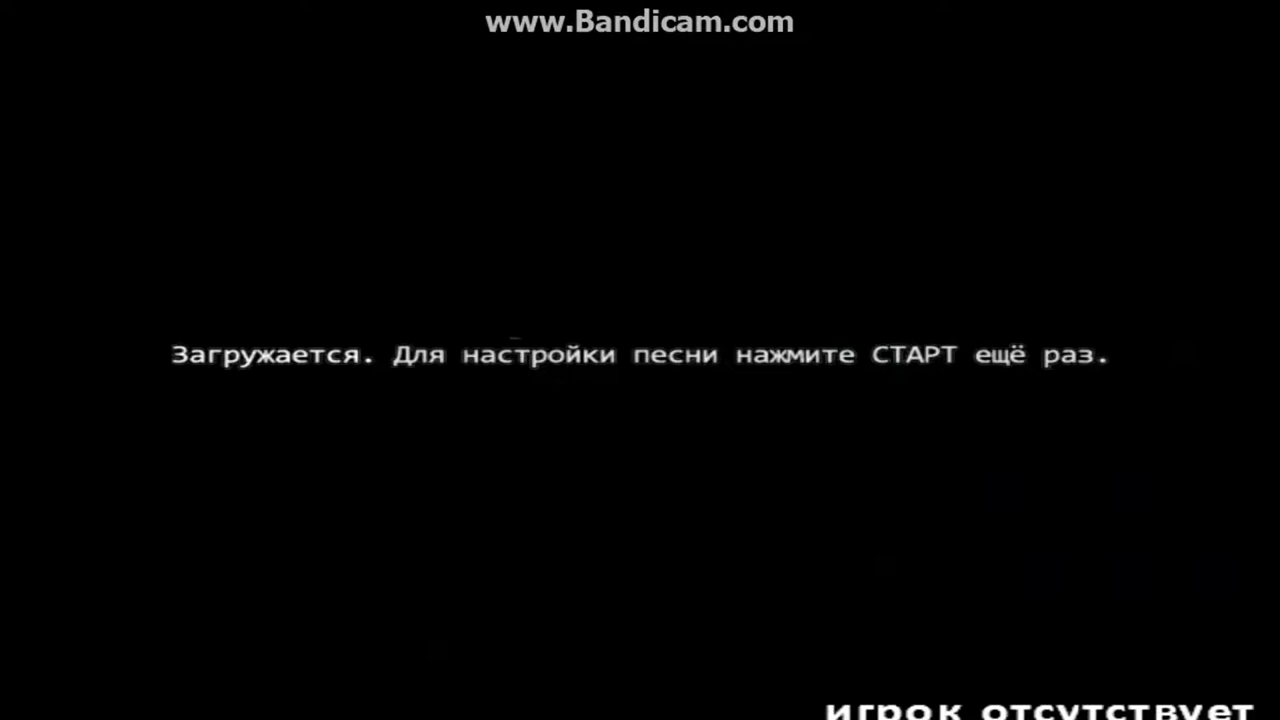 www.Bandicam.com
Загружается. Для настройки песни нажмите СТАРТ ещё раз.
игрок отсутствует